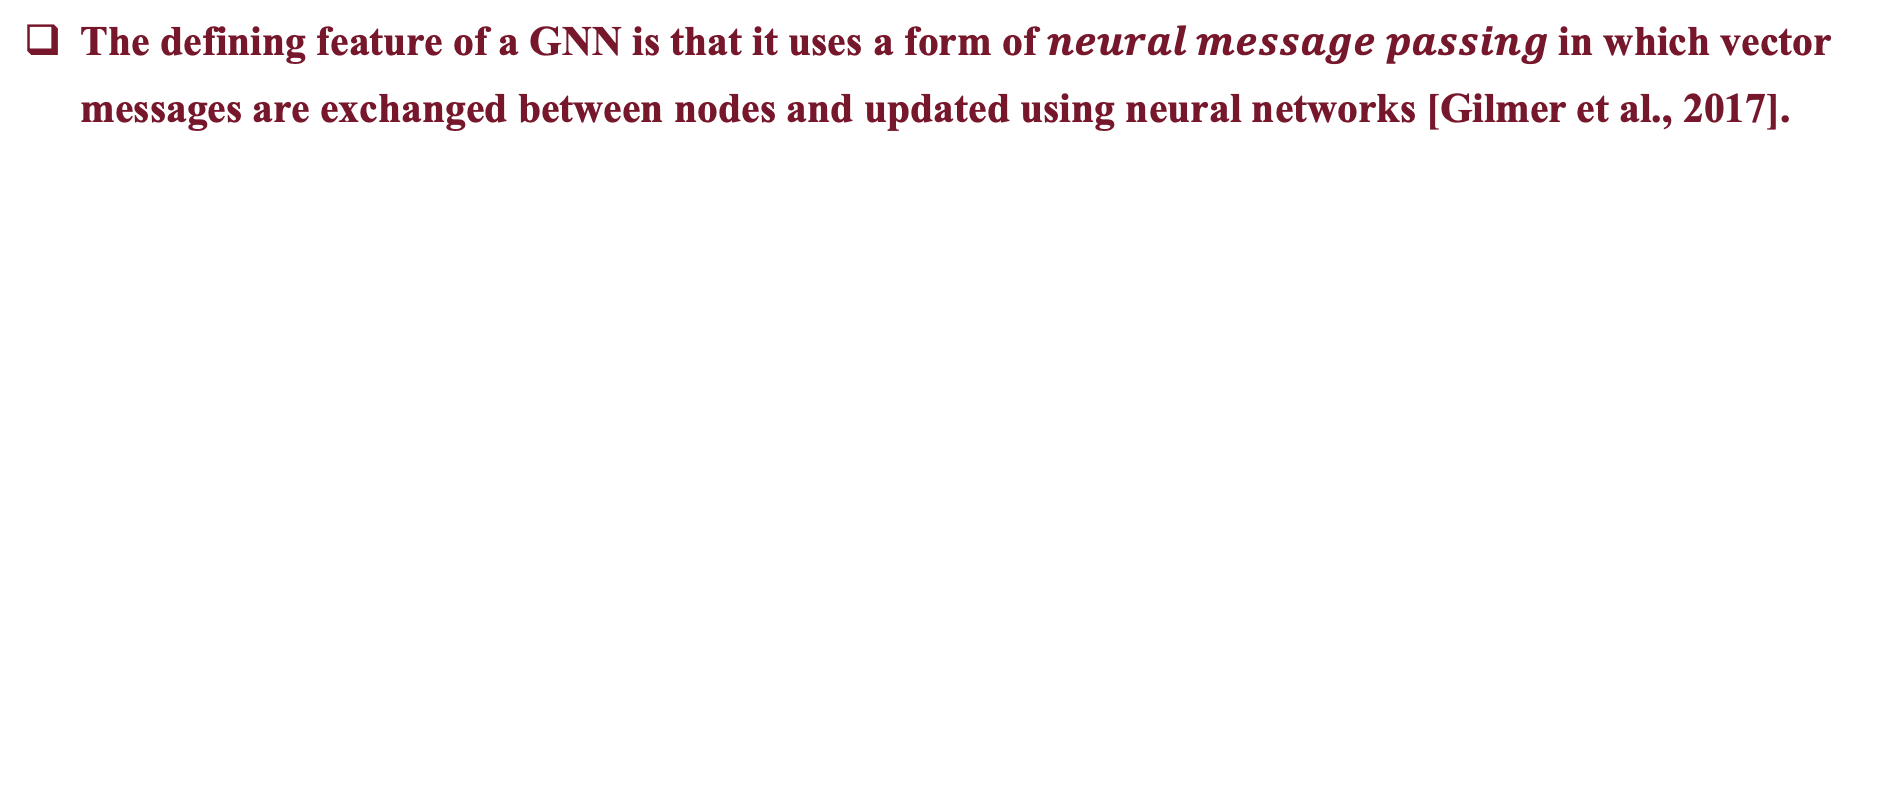 ❑ The defining feature of a GNN is that it uses a form of neural message passing in which vector
messages are exchanged between nodes and updated using neural networks [Gilmer et al., 2017].